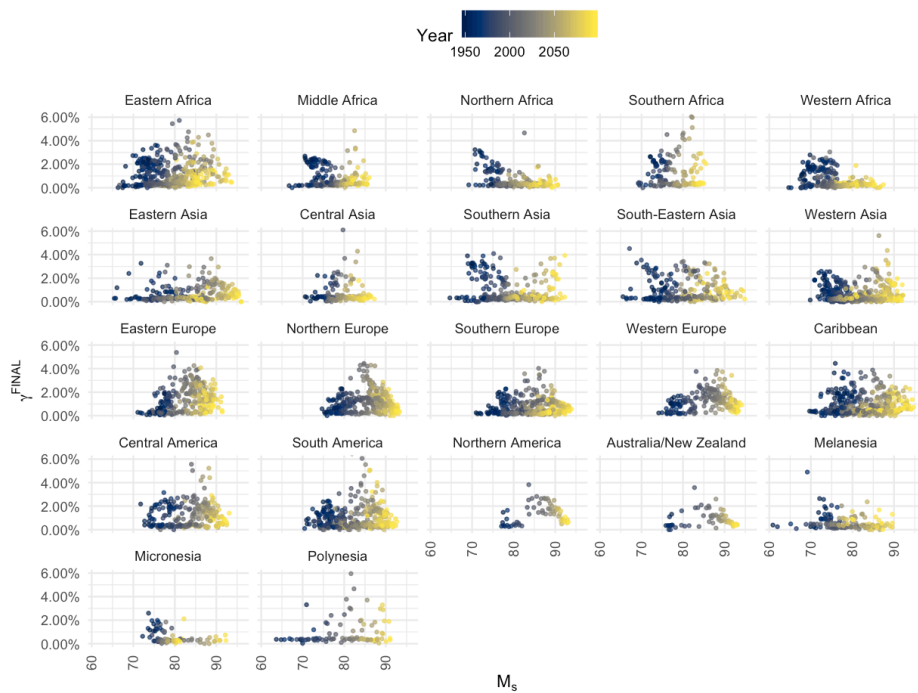 Year
1950 2000 2050
Eastern Africa Middle Africa Northern Africa Southern Africa Western Africa
6.00%
4.00%
2.00%
0.00%
Eastern Asia Central Asia Southern Asia South-Eastern Asia Western Asia
6.00%
4.00%
2.00%
0.00%
Eastern Europe Northern Europe Southern Europe Western Europe Caribbean
6.00%
4.00%
2.00%
0.00%
Central America South America Northern America Australia/New Zealand Melanesia
6.00%
4.00%
2.00%
0.00%
60 70 80 90 60 70 80 90 60 70 80 90
Micronesia Polynesia
6.00%
4.00%
2.00%
0.00%
60 70 80 90 60 70 80 90
γFINAL
Ms